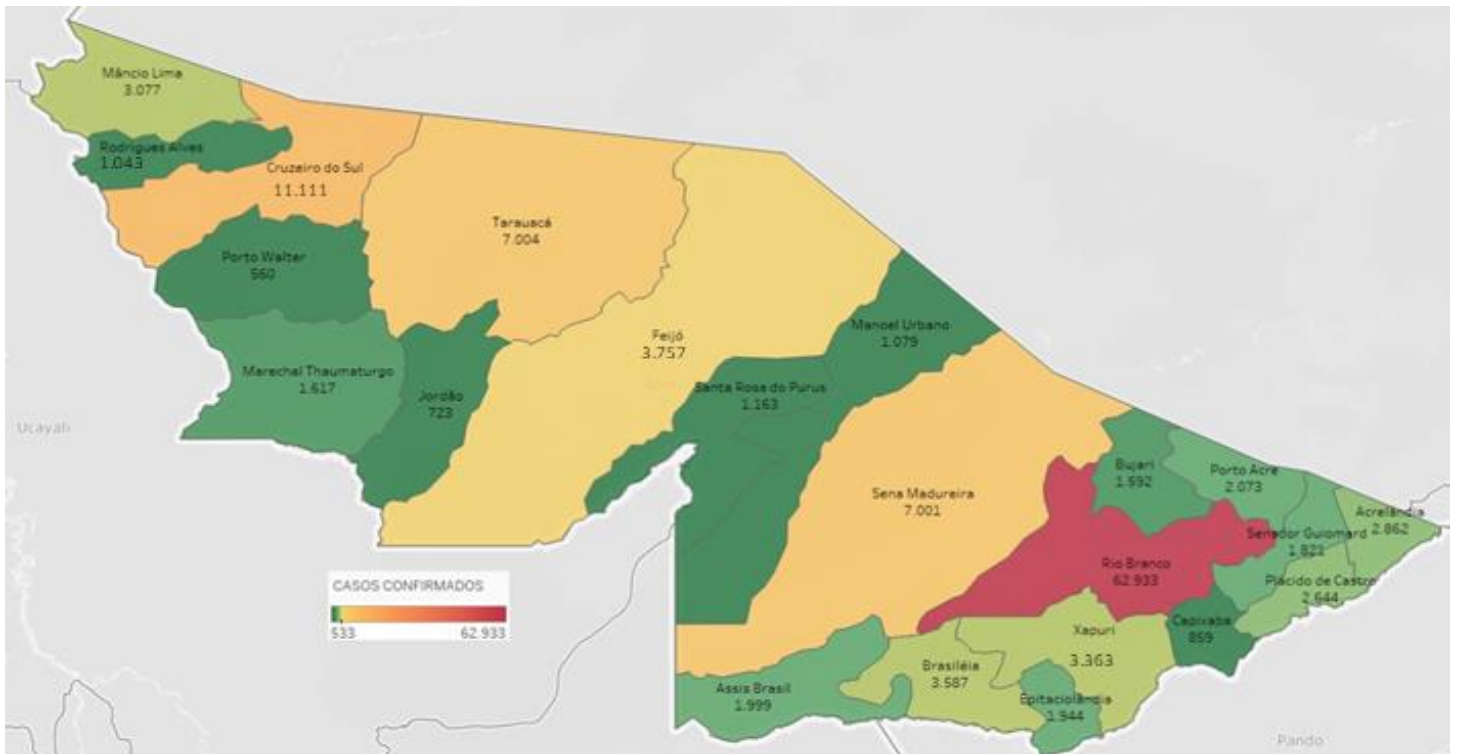 Mâncio Lima
3.077
Rodrigues Alves
1.043
Cruzeiro do Sul
11.111
Tarauacá
7.004
Porto Walter
560
Feijó
3.757
Manoel Urbano
1.079
Marechal Thaumaturgo
1.617
Jordão
723
Santa Rosa do Purus
1.163
Ucayali
Sena Madureira
7.001
Bujari
1.592
Porto Acre
2.073
Acrelândia
2.862
Senador Guiomard
1.821
Rio Branco
62.933
Plácido de Castro
2.644
CASOS CONFIRMADOS
533 62.933
Capixaba
859
Xapuri
3.363
Brasiléia
3.587
Assis Brasil
1.999
Epitaciolândia
1.944
Pando